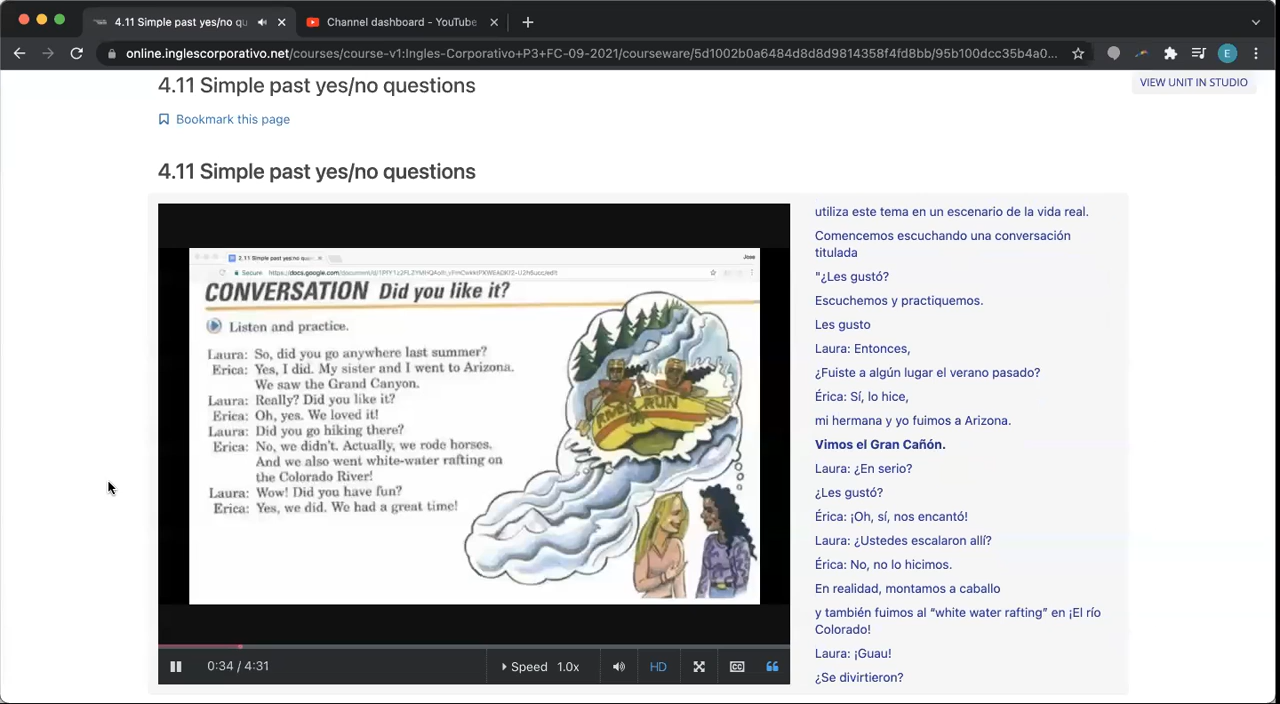 4.11 Simple past yes/no qu
Channel dashboard - YouTube
online.inglescorporativo.net/courses/course-v1:Ingles-Corporativo+P3+FC-09-2021/courseware/5d1002b0a6484d8d8d9814358f4fd8bb/95b100dcc35b4a0...
E
4.11 Simple past yes/no questions
VIEW UNIT IN STUDIO
Bookmark this page
4.11 Simple past yes/no questions
2.11 Simple past yes no
Jose
Secure
CONVERSATION Did you like it?
Listen and practice.
Laura: So, did you go anywhere last summer?
Erica: Yes, I did. My sister and I went to Arizona.
We saw the Grand Canyon.
Laura: Really? Did you like it?
Erica: Oh, yes. We loved it!
Laura: Did you go hiking there?
Erica: No, we didn't. Actually, we rode horses.
And we also went white-water rafting on
the Colorado River!
Laura: Wow! Did you have fun?
Erica: Yes, we did. We had a great time!
RIVER RUN
0:34 / 4:31
Speed 1.0x
HD
CC
utiliza este tema en un escenario de la vida real.
Comencemos escuchando una conversación
titulada
"¿Les gustó?
Escuchemos y practiquemos.
Les gusto
Laura: Entonces,
¿Fuiste a algún lugar el verano pasado?
Érica: Sí, lo hice,
mi hermana y yo fuimos a Arizona.
Vimos el Gran Cañón.
Laura: ¿En serio?
¿Les gustó?
Érica: ¡Oh, sí, nos encantó!
Laura: ¿Ustedes escalaron allí?
Érica: No, no lo hicimos.
En realidad, montamos a caballo
y también fuimos al “white water rafting” en ¡El río
Colorado!
Laura: ¡Guau!
¿Se divirtieron?